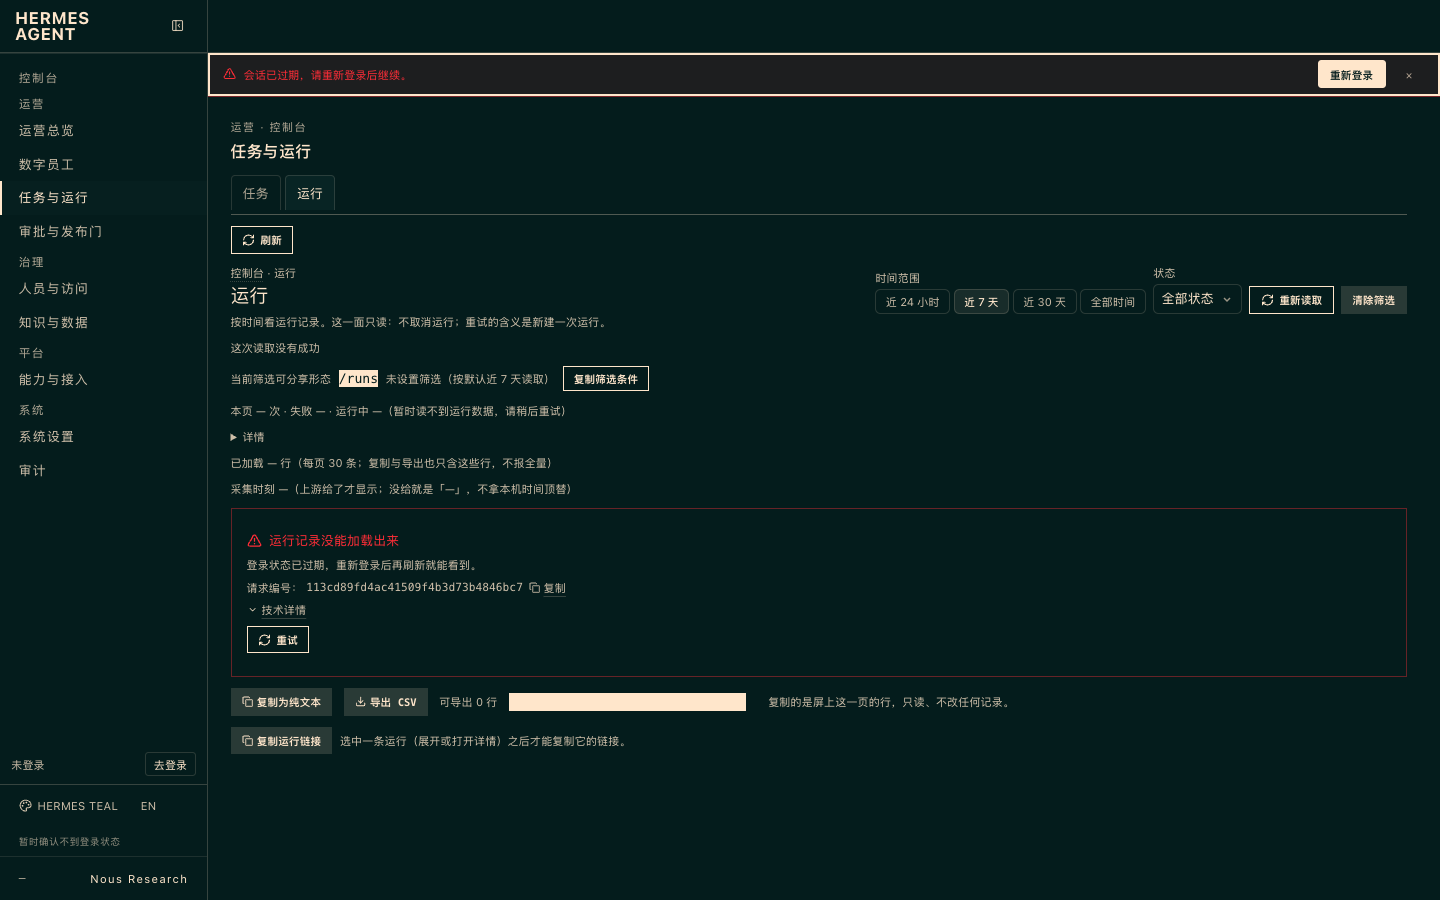 HERMES
AGENT
控制台
运营
运营总览
数字员工
任务与运行
审批与发布门
治理
人员与访问
知识与数据
平台
能力与接入
系统
系统设置
审计
未登录
去登录
HERMES TEAL
EN
暂时确认不到登录状态
—
Nous Research
会话已过期，请重新登录后继续。
重新登录
×
运营 · 控制台
任务与运行
任务
运行
刷新
控制台 · 运行
运行
按时间看运行记录。这一面只读：不取消运行；重试的含义是新建一次运行。
时间范围
近 24 小时
近 7 天
近 30 天
全部时间
状态
全部状态
重新读取
清除筛选
这次读取没有成功
当前筛选可分享形态 /runs 未设置筛选（按默认近 7 天读取）
复制筛选条件
本页 — 次 · 失败 — · 运行中 —（暂时读不到运行数据，请稍后重试）
▶ 详情
已加载 — 行（每页 30 条；复制与导出也只含这些行，不报全量）
采集时刻 —（上游给了才显示；没给就是「—」，不拿本机时间顶替）
运行记录没能加载出来
登录状态已过期，重新登录后再刷新就能看到。
请求编号： 113cd89fd4ac41509f4b3d73b4846bc7 复制
技术详情
重试
复制为纯文本
导出 CSV
可导出 0 行
复制的是屏上这一页的行，只读、不改任何记录。
复制运行链接
选中一条运行（展开或打开详情）之后才能复制它的链接。